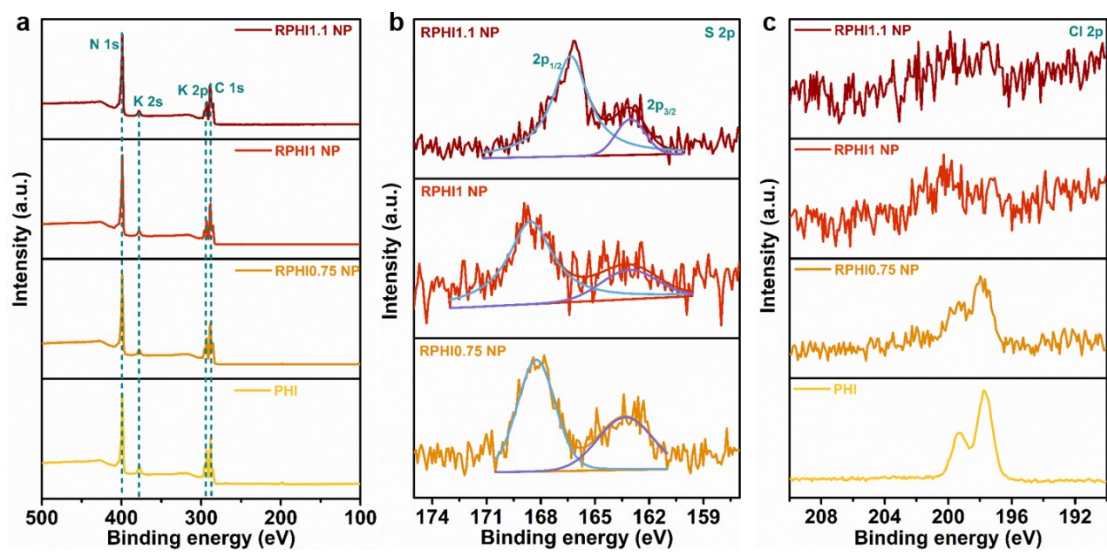 a
RPHI1.1 NP
N 1s
K 2s
K 2p
C 1s
RPHI1 NP
RPHI0.75 NP
PHI
Intensity (a.u.)
500 400 300 200 100
Binding energy (eV)
b
RPHI1.1 NP
S 2p
2p1/2
2p3/2
RPHI1 NP
RPHI0.75 NP
Intensity (a.u.)
174 171 168 165 162 159
Binding energy (eV)
c
RPHI1.1 NP
Cl 2p
RPHI1 NP
RPHI0.75 NP
PHI
Intensity (a.u.)
208 204 200 196 192
Binding energy (eV)